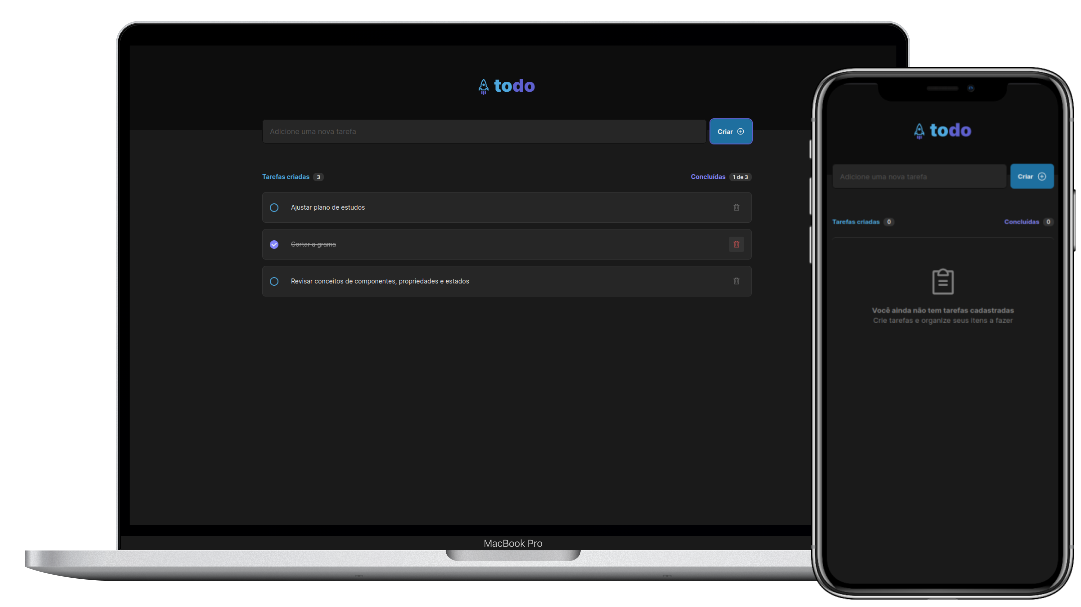 todo
Adicione uma nova tarefa
Criar
Tarefas criadas 3
Concluídas 1 de 3
Ajustar plano de estudos
Cortar a grama
Revisar conceitos de componentes, propriedades e estados
MacBook Pro
todo
Adicione uma nova tarefa
Criar
Tarefas criadas 0
Concluídas 0
Você ainda não tem tarefas cadastradas
Crie tarefas e organize seus itens a fazer